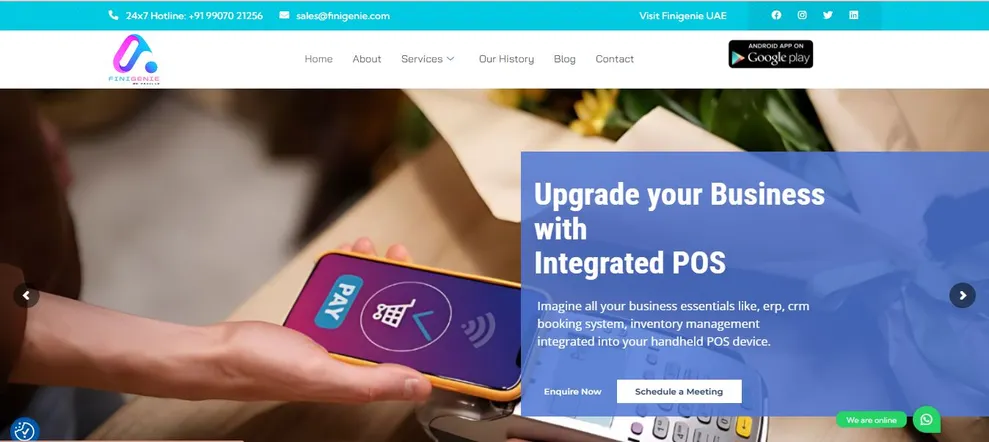 24x7 Hotline: +91 99070 21256
sales@finigenie.com
Visit Finigenie UAE
FINIGENIE
Home
About
Services
Our History
Blog
Contact
ANDROID APP ON
Google play
Upgrade your Business
with
Integrated POS
Imagine all your business essentials like, erp, crm
booking system, inventory management
integrated into your handheld POS device.
PAY
Enquire Now
Schedule a Meeting
We are online